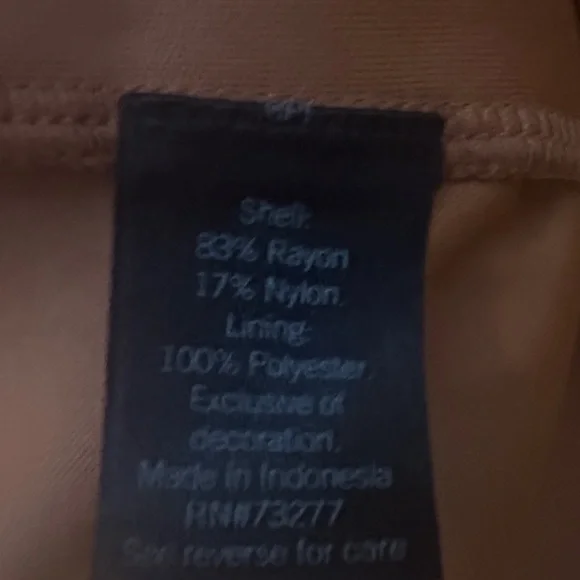 Shell:
83% Rayon
17% Nylon.
Lining:
100% Polyester.
Exclusive of
decoration.
Made in Indonesia
RN#73277
See reverse for care